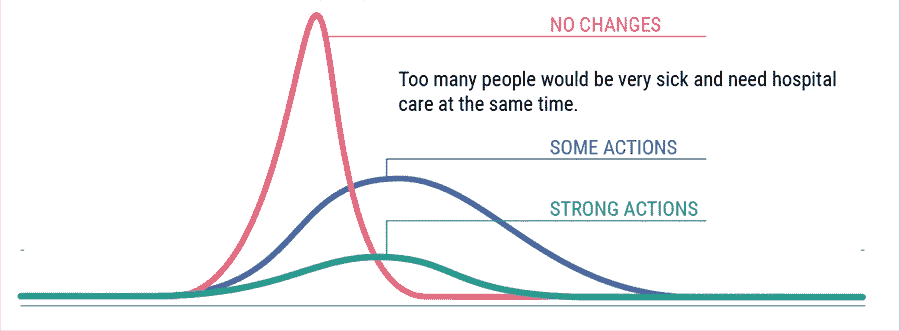 NO CHANGES
Too many people would be very sick and need hospital
care at the same time.
SOME ACTIONS
STRONG ACTIONS